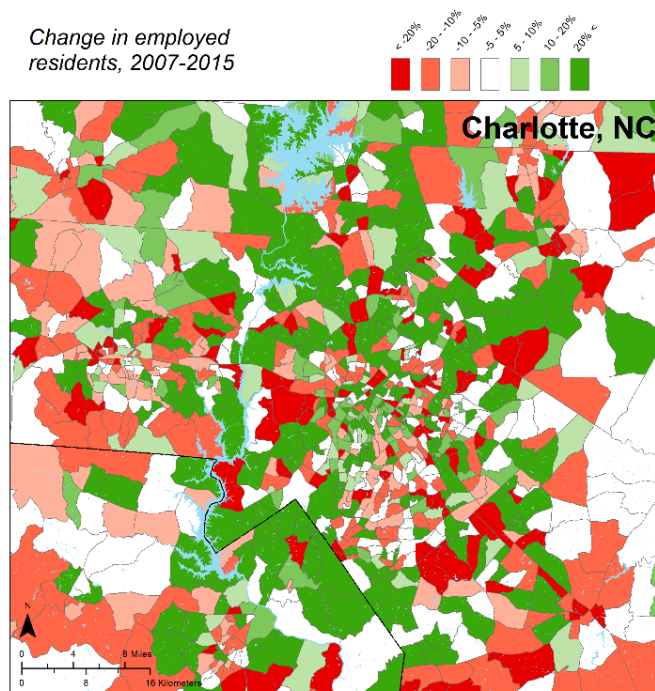 Change in employed
residents, 2007-2015
< -20%
-20 - -10%
-10 - -5%
-5 - 5%
5 - 10%
10 - 20%
20% <
Charlotte, NC
N
0 4 8 Miles
0 8 16 Kilometers